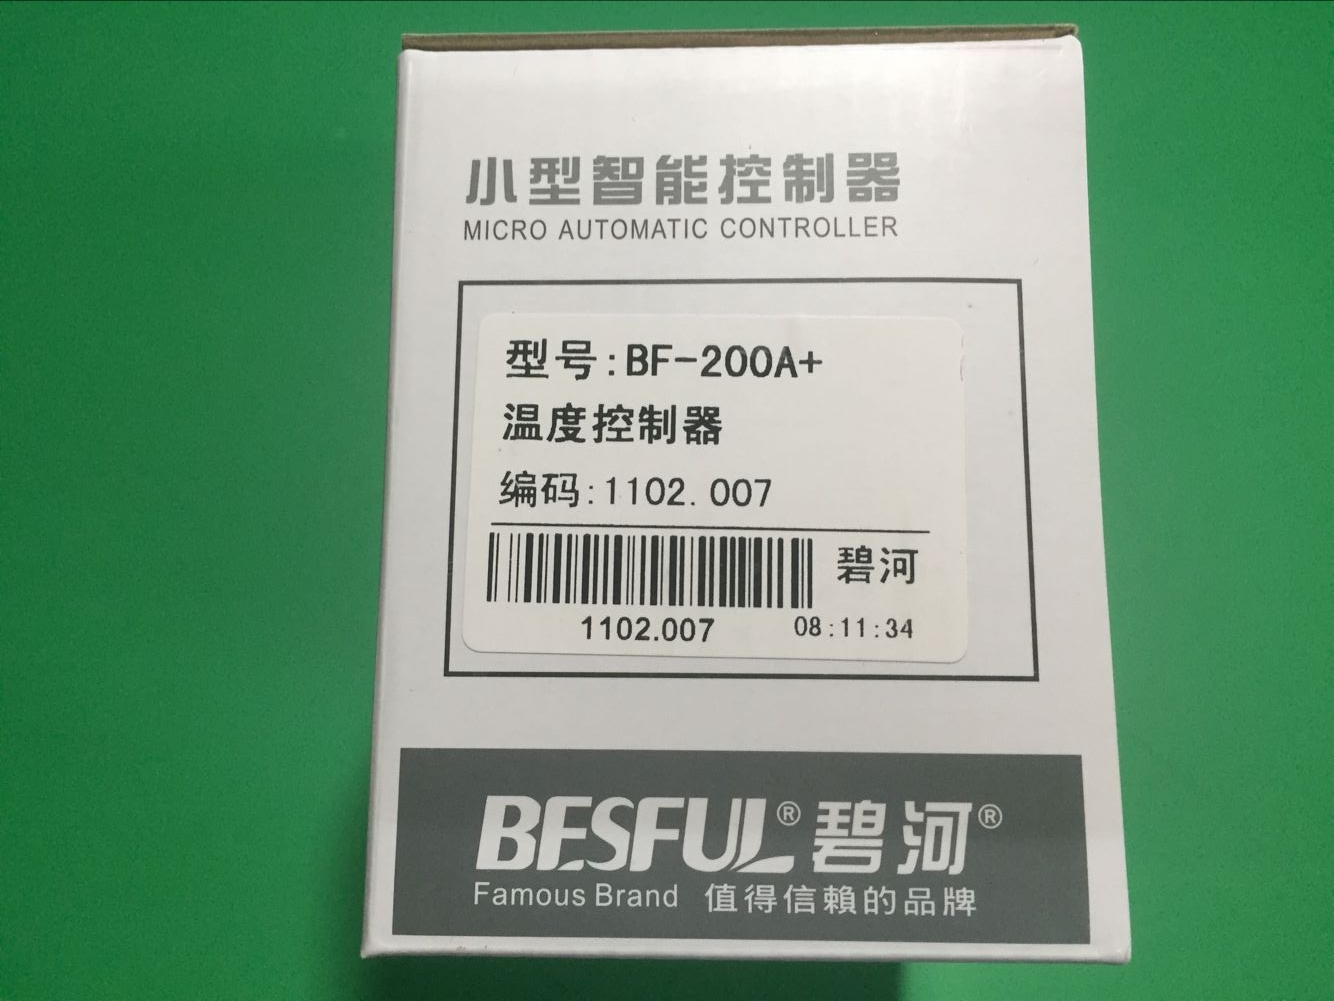 小型智能控制器
MICRO AUTOMATIC CONTROLLER
型号:BF-200A+
温度控制器
编码:1102.007
碧河
1102.007 08:11:34
BESFUL® 碧河®
Famous Brand 值得信賴的品牌